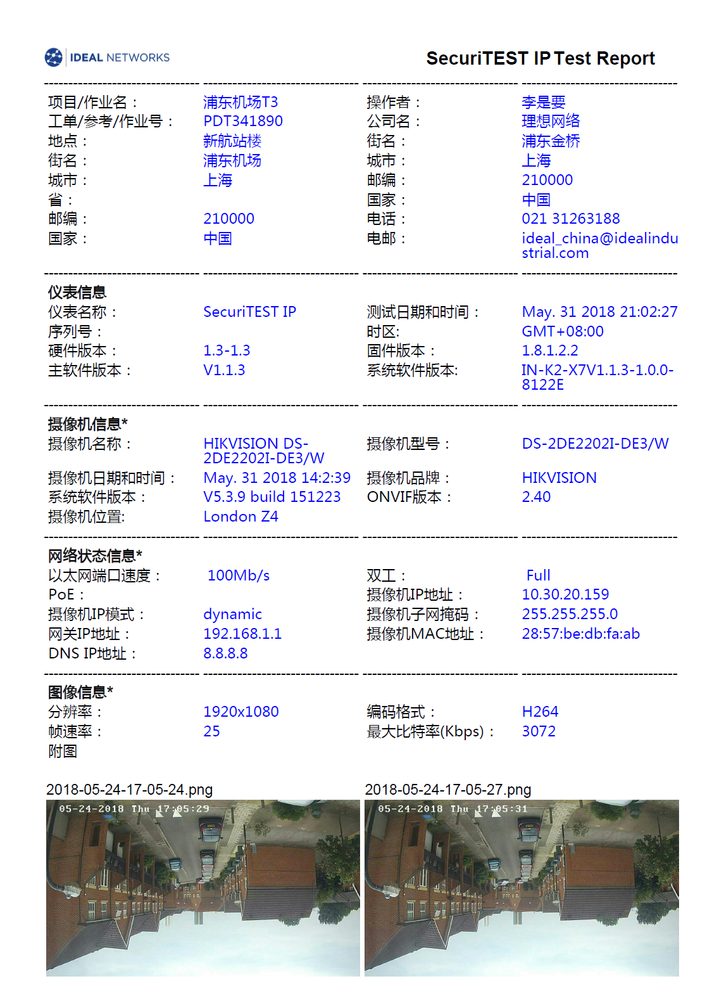 IDEAL NETWORKS
SecuriTEST IP Test Report
项目/作业名： 浦东机场T3 操作者： 李是要
工单/参考/作业号： PDT341890 公司名： 理想网络
地点： 新航站楼 街名： 浦东金桥
街名： 浦东机场 城市： 上海
城市： 上海 邮编： 210000
省： 国家： 中国
邮编： 210000 电话： 021 31263188
国家： 中国 电邮： ideal_china@idealindu
strial.com
仪表信息
仪表名称： SecuriTEST IP 测试日期和时间： May. 31 2018 21:02:27
序列号： 时区: GMT+08:00
硬件版本： 1.3-1.3 固件版本： 1.8.1.2.2
主软件版本： V1.1.3 系统软件版本: IN-K2-X7V1.1.3-1.0.0-
8122E
摄像机信息*
摄像机名称： HIKVISION DS- 摄像机型号： DS-2DE2202I-DE3/W
2DE2202I-DE3/W
摄像机日期和时间： May. 31 2018 14:2:39 摄像机品牌： HIKVISION
系统软件版本： V5.3.9 build 151223 ONVIF版本： 2.40
摄像机位置: London Z4
网络状态信息*
以太网端口速度： 100Mb/s 双工： Full
PoE： 摄像机IP地址： 10.30.20.159
摄像机IP模式： dynamic 摄像机子网掩码： 255.255.255.0
网关IP地址： 192.168.1.1 摄像机MAC地址： 28:57:be:db:fa:ab
DNS IP地址： 8.8.8.8
图像信息*
分辨率： 1920x1080 编码格式： H264
帧速率： 25 最大比特率(Kbps)： 3072
附图
2018-05-24-17-05-24.png 2018-05-24-17-05-27.png
05-24-2018 Thu 17:05:29 05-24-2018 Thu 17:05:31